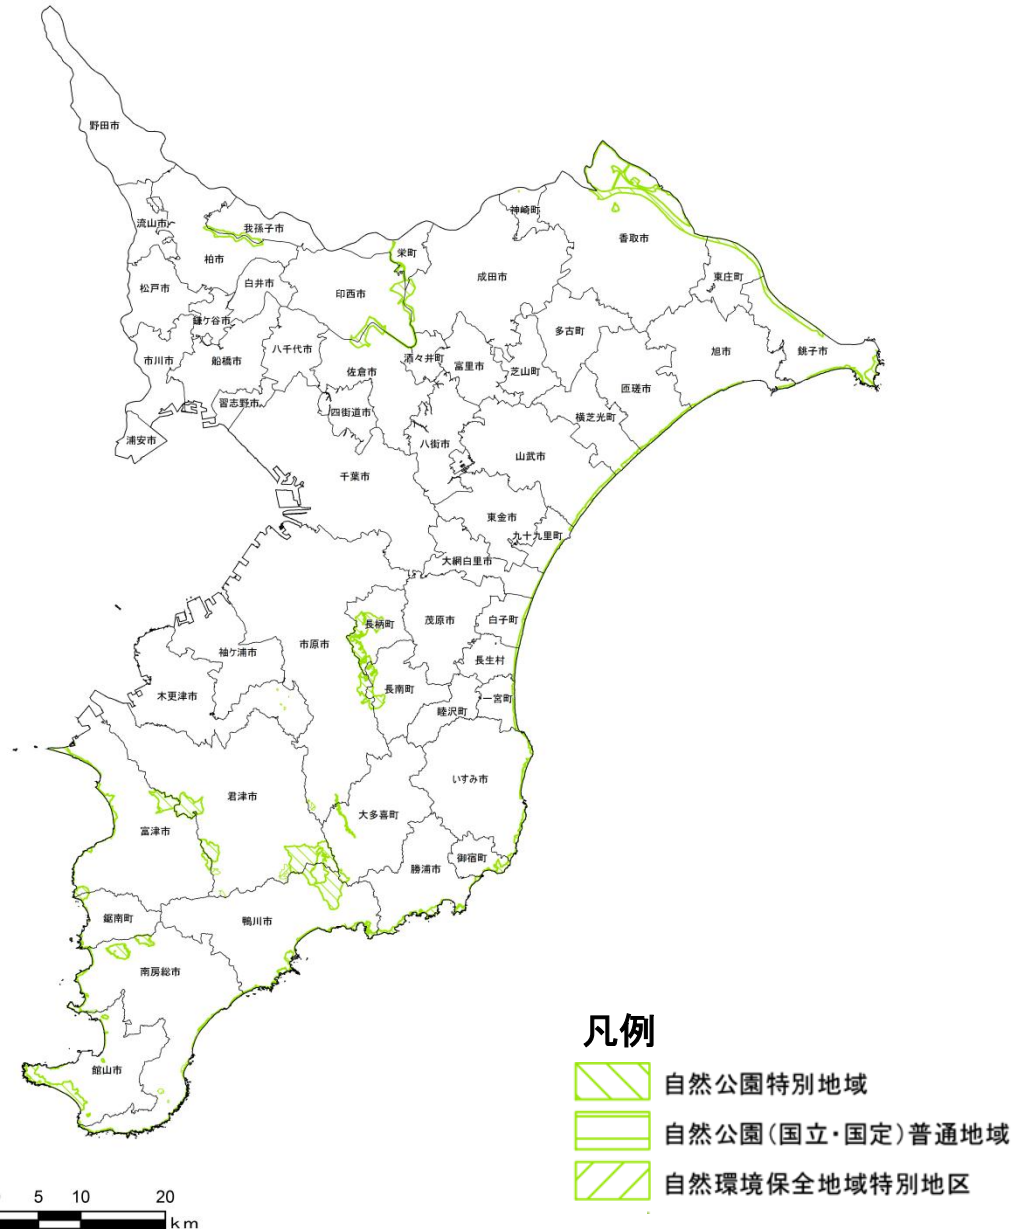 野田市
流山市
我孫子市
柏市
松戸市
白井市
鎌ケ谷市
市川市
船橋市
八千代市
習志野市
浦安市
印西市
栄町
神崎町
成田市
香取市
東庄町
銚子市
旭市
多古町
匝瑳市
酒々井町
富里市
芝山町
佐倉市
四街道市
八街市
横芝光町
山武市
千葉市
東金市
九十九里町
大網白里市
市原市
長柄町
茂原市
白子町
長生村
長南町
一宮町
睦沢町
袖ケ浦市
木更津市
いすみ市
君津市
大多喜町
富津市
勝浦市
御宿町
鋸南町
鴨川市
南房総市
館山市
凡例
自然公園特別地域
自然公園(国立・国定)普通地域
自然環境保全地域特別地区
5 10 20
km